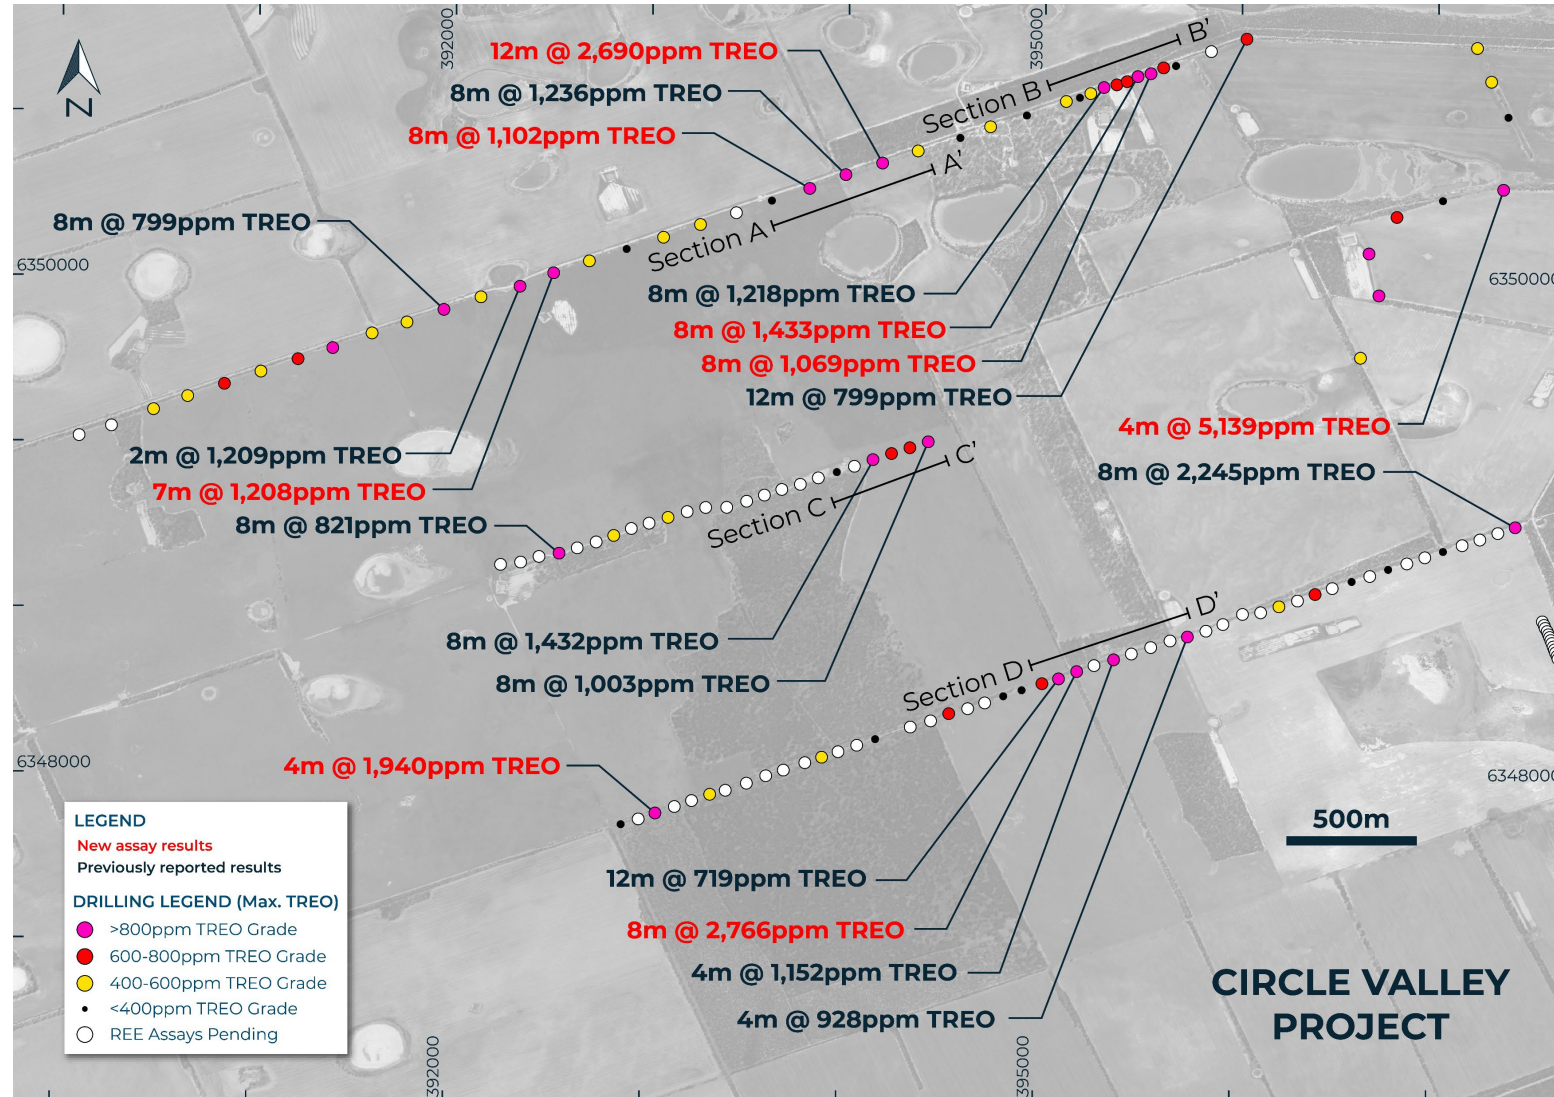 392000
395000
12m @ 2,690ppm TREO
8m @ 1,236ppm TREO
8m @ 1,102ppm TREO
8m @ 799ppm TREO
N
B'
Section B
A'
Section A
6350000
6350000
8m @ 1,218ppm TREO
8m @ 1,433ppm TREO
8m @ 1,069ppm TREO
12m @ 799ppm TREO
4m @ 5,139ppm TREO
8m @ 2,245ppm TREO
2m @ 1,209ppm TREO
7m @ 1,208ppm TREO
8m @ 821ppm TREO
C'
Section C
8m @ 1,432ppm TREO
8m @ 1,003ppm TREO
D'
Section D
4m @ 1,940ppm TREO
6348000
6348000
500m
12m @ 719ppm TREO
8m @ 2,766ppm TREO
4m @ 1,152ppm TREO
4m @ 928ppm TREO
LEGEND
New assay results
Previously reported results
DRILLING LEGEND (Max. TREO)
>800ppm TREO Grade
600-800ppm TREO Grade
400-600ppm TREO Grade
<400ppm TREO Grade
REE Assays Pending
CIRCLE VALLEY
PROJECT
392000
395000